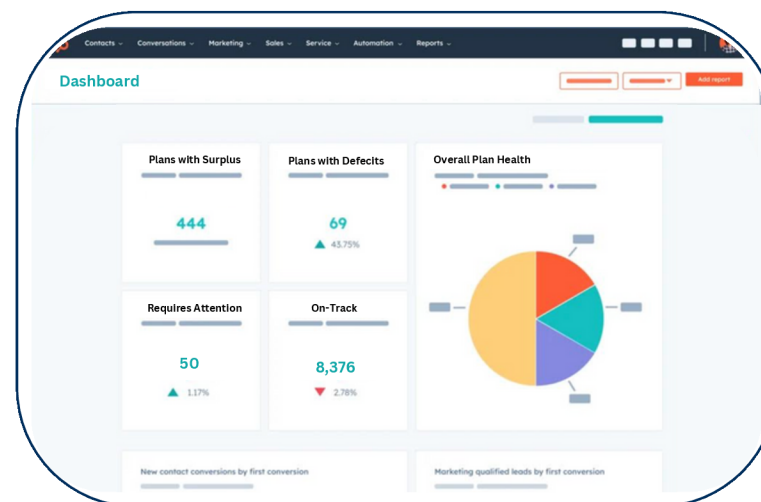 Contacts Conversations Marketing Sales Service Automation Reports
Dashboard
Add report
Plans with Surplus
444
Plans with Defecits
69
43.75%
Overall Plan Health
Requires Attention
50
1.17%
On-Track
8,376
2.78%
New contact conversions by first conversion
Marketing qualified leads by first conversion